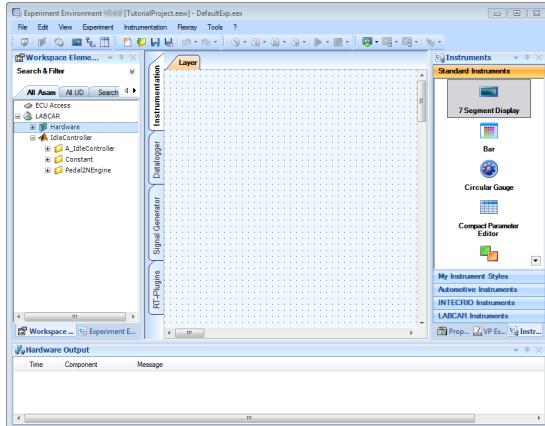 Experiment Environment [TutorialProject.eew] - DefaultExp.eex
File Edit View Experiment Instrumentation Flexray Tools ?
Workspace Eleme...
Search & Filter
All Asam All UD Search
ECU Access
LABCAR
Hardware
IdleController
A_IdleController
Constant
Pedal2NEngine
Workspace ... Experiment E...
Layer
Instrumentation
Datalogger
Signal Generator
RT-Plugins
Instruments
Standard Instruments
7 Segment Display
Bar
Circular Gauge
Compact Parameter
Editor
My Instrument Styles
Automotive Instruments
INTECRIO Instruments
LABCAR Instruments
Prop... VP Ex... Instr...
Hardware Output
Time Component Message